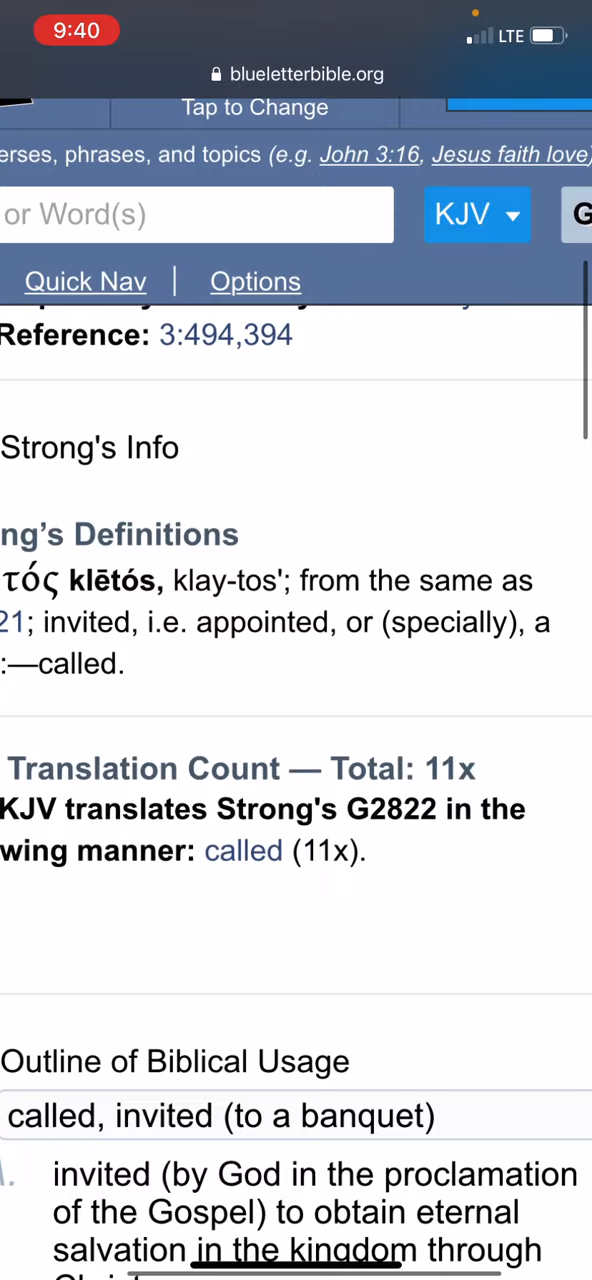 9:40
LTE
blueletterbible.org
Tap to Change
erses, phrases, and topics (e.g. John 3:16, Jesus faith love)
or Word(s)
KJV
G
Quick Nav | Options
Reference: 3:494,394
Strong's Info
ng's Definitions
τός klētós, klay-tos'; from the same as
21; invited, i.e. appointed, or (specially), a
:—called.
Translation Count — Total: 11x
KJV translates Strong's G2822 in the
wing manner: called (11x).
Outline of Biblical Usage
called, invited (to a banquet)
invited (by God in the proclamation
of the Gospel) to obtain eternal
salvation in the kingdom through